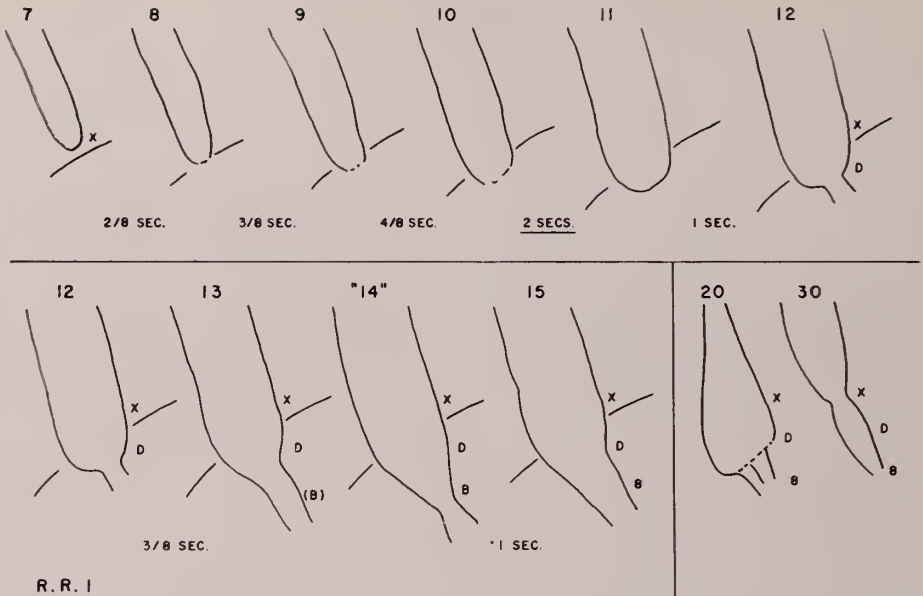 7 8 9 10 11 12
X X
D
2/8 SEC. 3/8 SEC. 4/8 SEC. 2 SECS. 1 SEC.
12 13 "14" 15 20 30
X X X X X X
D D D D D D
(B) B B B B
3/8 SEC. 1 SEC.
R.R. 1